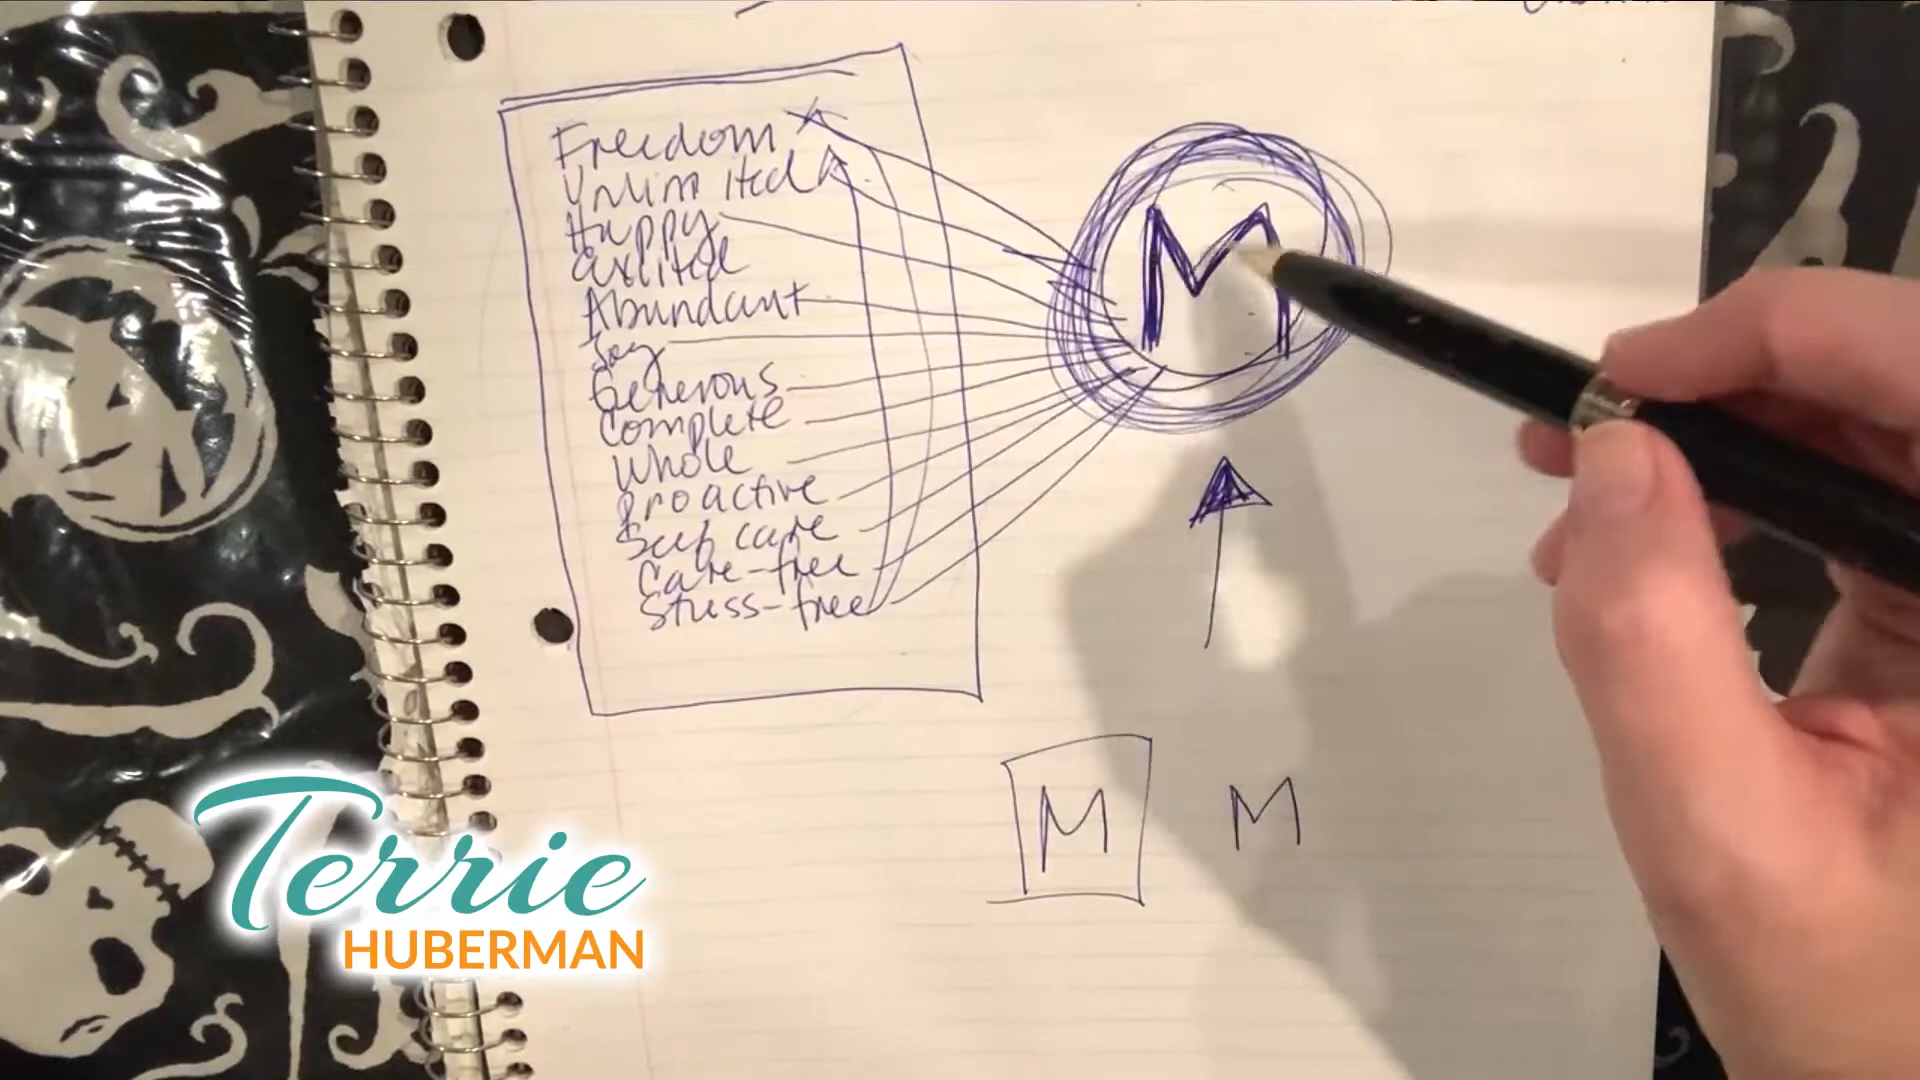 Freedom
Unlimited
Happy
Excited
Abundant
Joy
Generous
Complete
Whole
Proactive
Self care
Care-free
Stress-free
M
M
M
Terrie
HUBERMAN